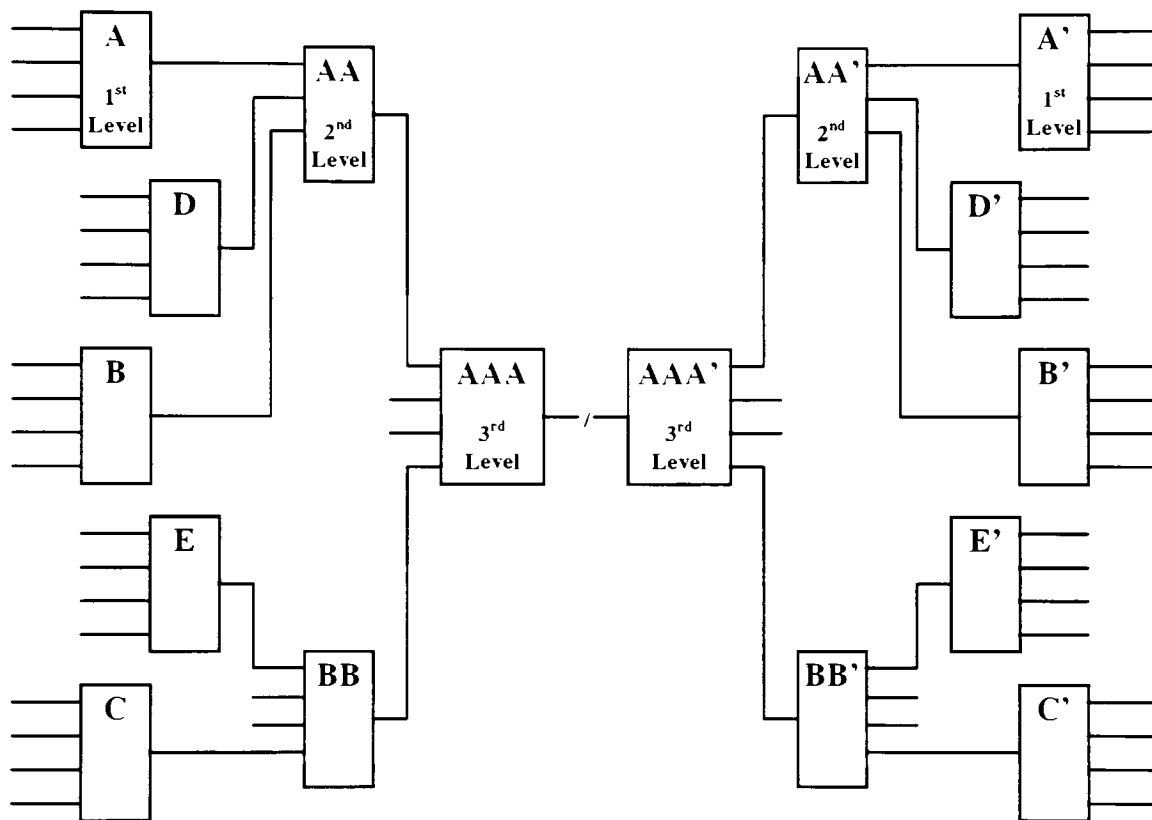 A
1st
Level
AA
2nd
Level
D
B
AAA
3rd
Level
E
BB
C
/
AA'
2nd
Level
A'
1st
Level
D'
AAA'
3rd
Level
B'
E'
BB'
C'